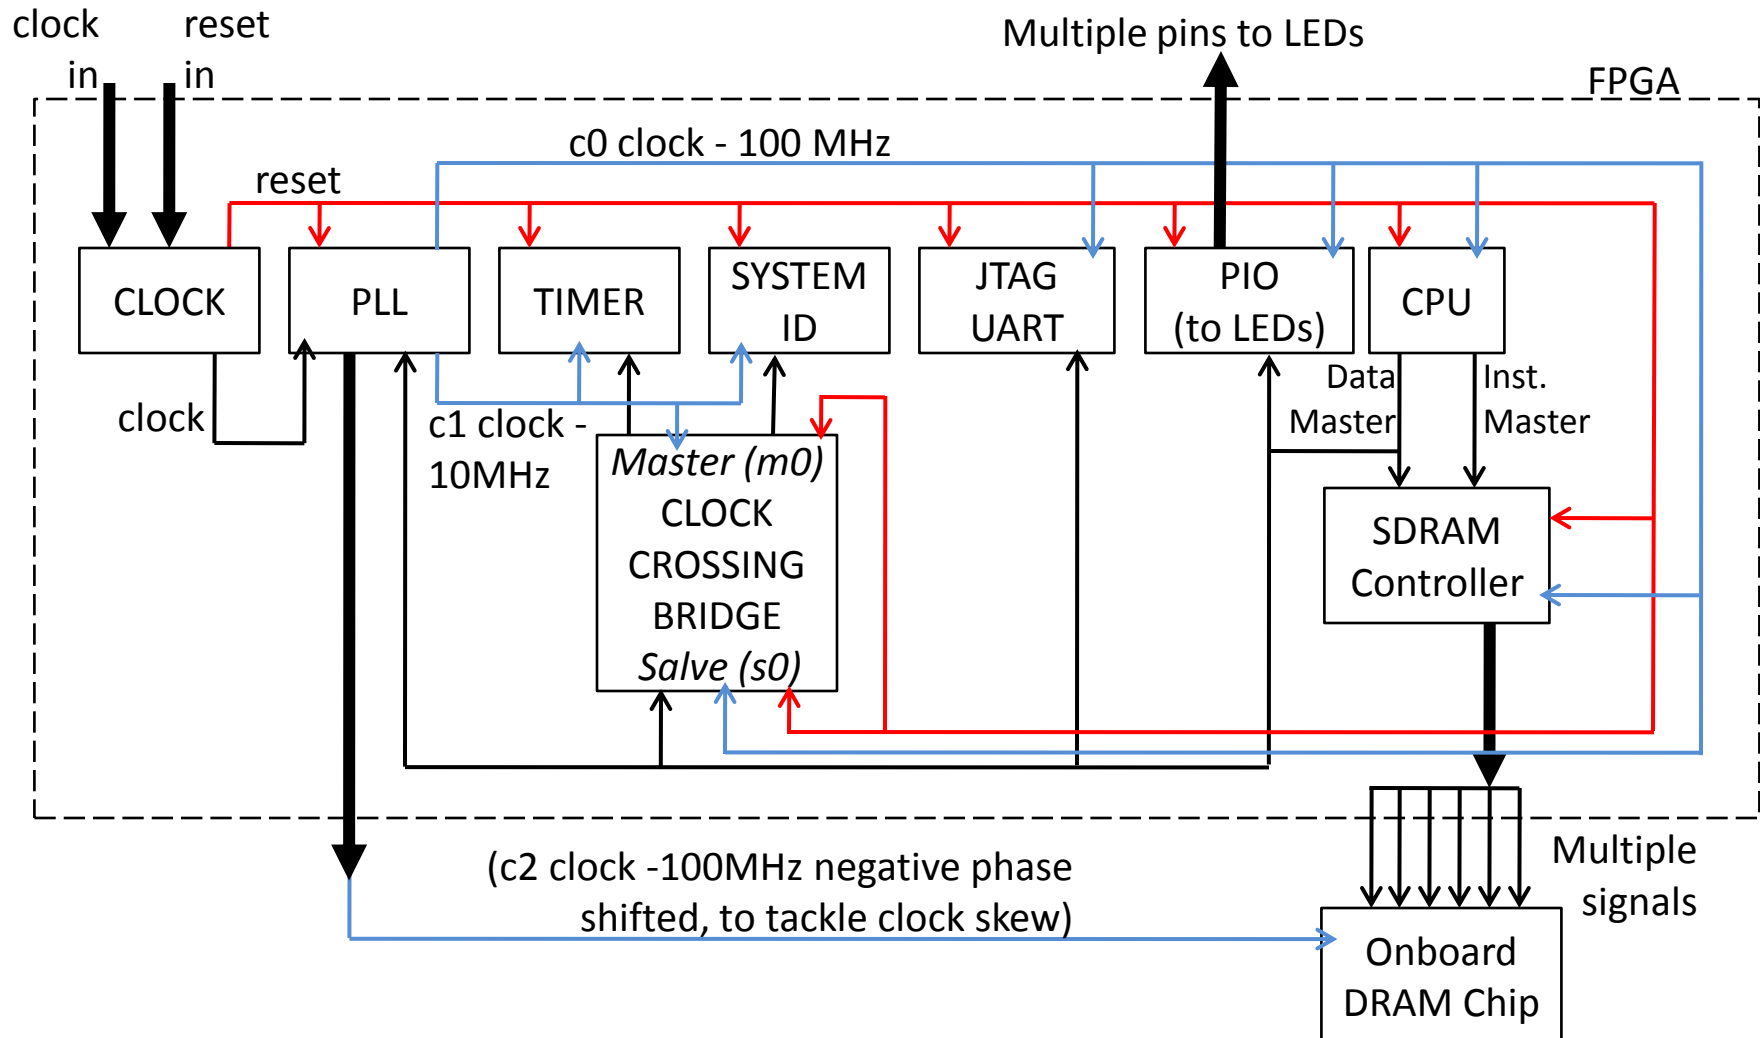 clock
in
reset
in
Multiple pins to LEDs
FPGA
c0 clock - 100 MHz
reset
CLOCK
PLL
TIMER
SYSTEM
ID
JTAG
UART
PIO
(to LEDs)
CPU
clock
c1 clock -
10MHz
Data
Master
Inst.
Master
Master (m0)
CLOCK
CROSSING
BRIDGE
Salve (s0)
SDRAM
Controller
(c2 clock -100MHz negative phase
shifted, to tackle clock skew)
Multiple
signals
Onboard
DRAM Chip